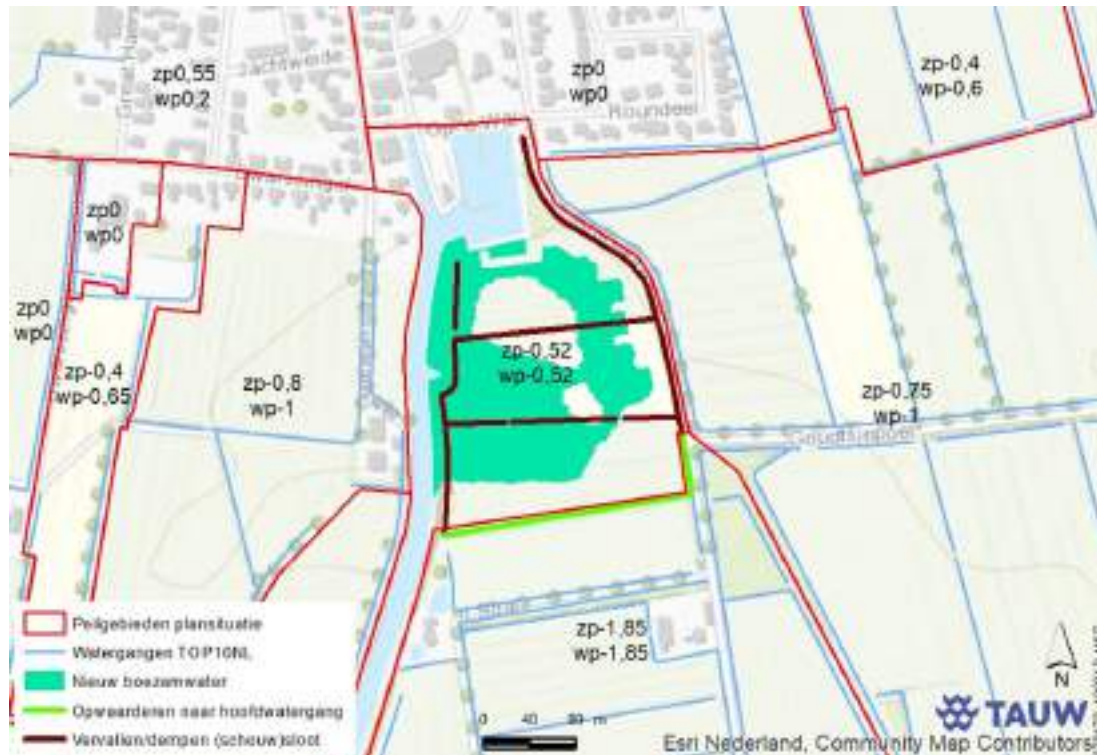 zp0,55
wp0,2
Jachtweide
zp0
wp0
Koundeel
zp-0,4
wp-0,6
zp0
wp0
zp0
wp0
zp-0,4
wp-0,65
zp-0,8
wp-1
zp-0,52
wp-0,52
zp-0,75
wp-1
zp-1,85
wp-1,85
Peilgebieden plansituatie
Watergangen TOP10NL
Nieuw boezemwater
Opwaarderen naar hoofdwatergang
Vervallen/dempen (schouw)sloot
0 40 80 m
N
TAUW
Esri Nederland, Community Map Contributors